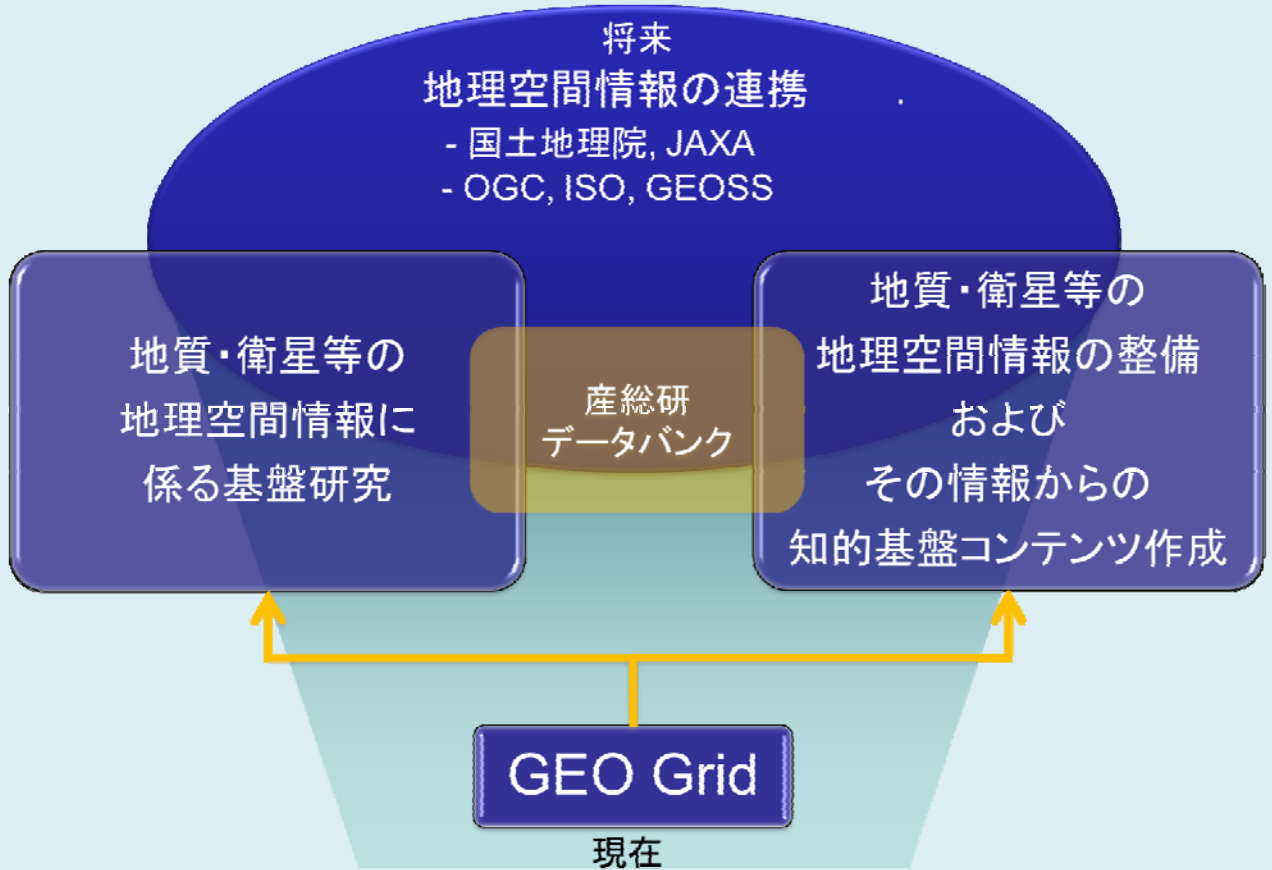 将来
地理空間情報の連携
- 国土地理院, JAXA
- OGC, ISO, GEOSS
地質・衛星等の
地理空間情報に
係る基盤研究
産総研
データバンク
地質・衛星等の
地理空間情報の整備
および
その情報からの
知的基盤コンテンツ作成
GEO Grid
現在